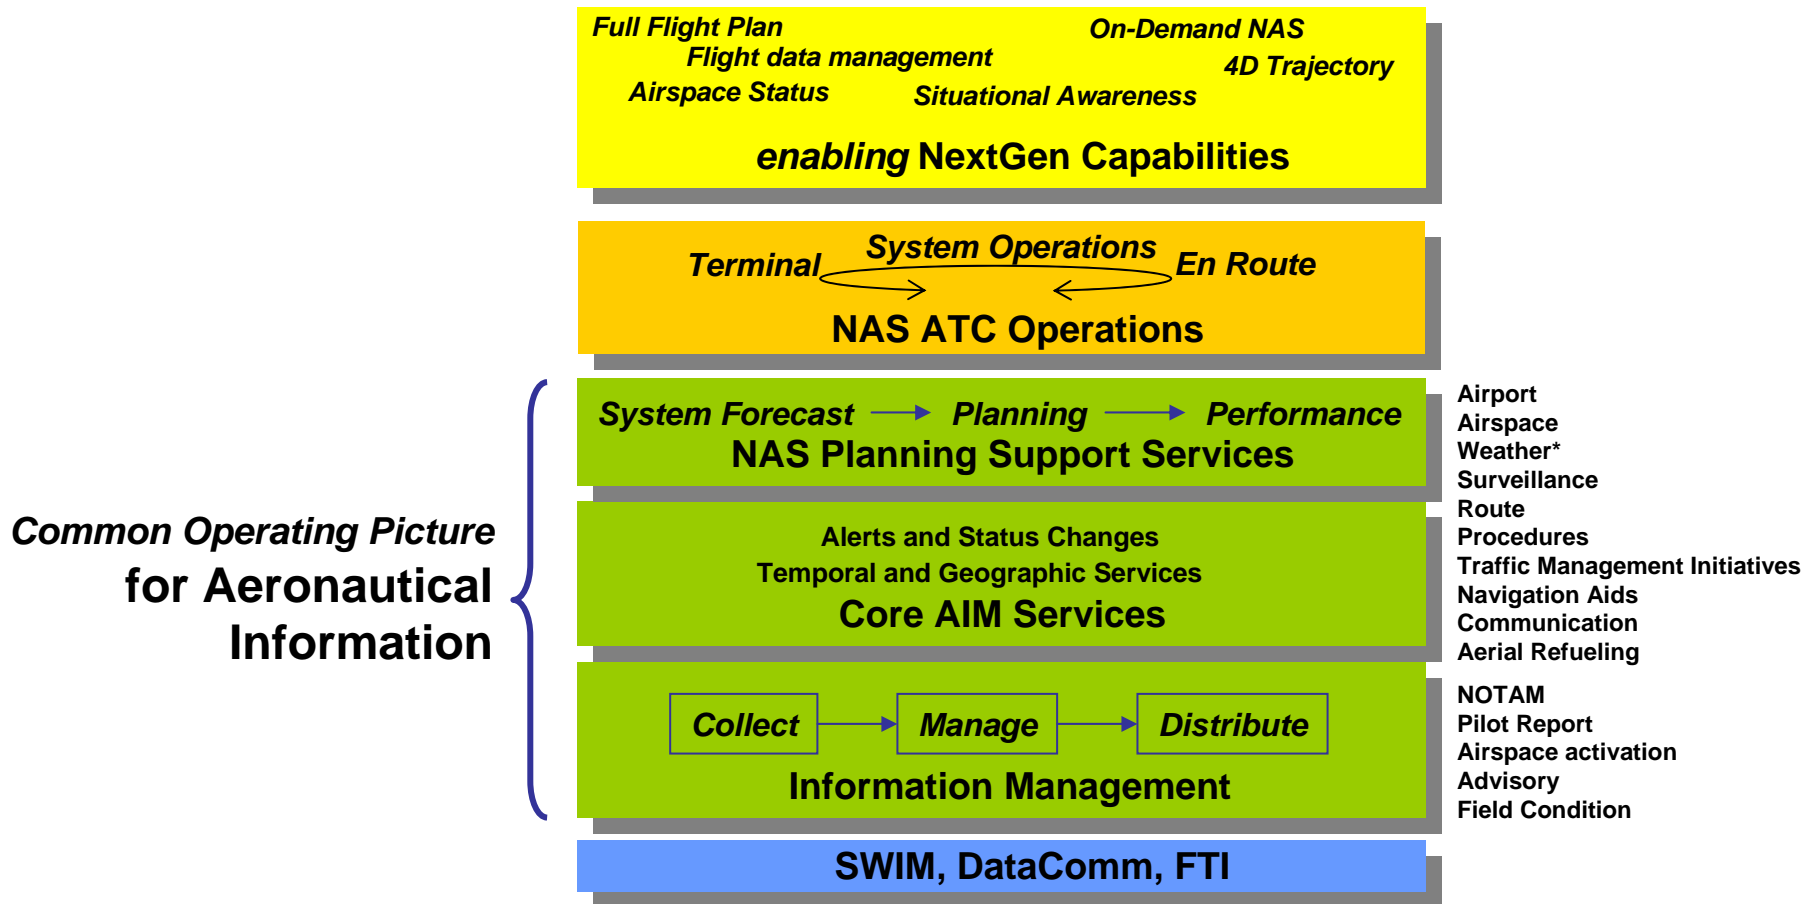 Full Flight Plan
On-Demand NAS
Flight data management
4D Trajectory
Airspace Status
Situational Awareness
enabling NextGen Capabilities
System Operations
Terminal
En Route
NAS ATC Operations
System Forecast
Planning
Performance
NAS Planning Support Services
Common Operating Picture
for Aeronautical
Information
Alerts and Status Changes
Temporal and Geographic Services
Core AIM Services
Collect
Manage
Distribute
Information Management
SWIM, DataComm, FTI
Airport
Airspace
Weather*
Surveillance
Route
Procedures
Traffic Management Initiatives
Navigation Aids
Communication
Aerial Refueling
NOTAM
Pilot Report
Airspace activation
Advisory
Field Condition